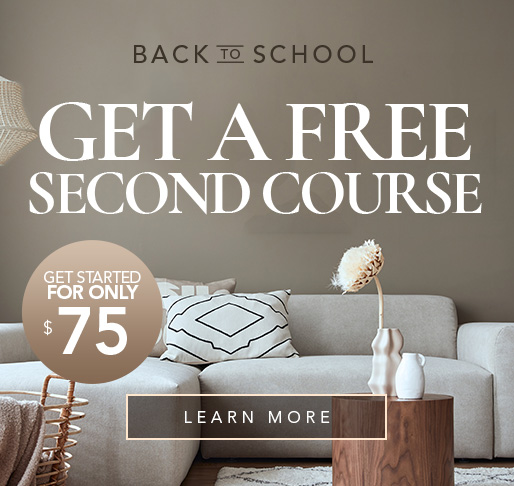 BACK TO SCHOOL
GET A FREE
SECOND COURSE
GET STARTED
FOR ONLY
$75
LEARN MORE